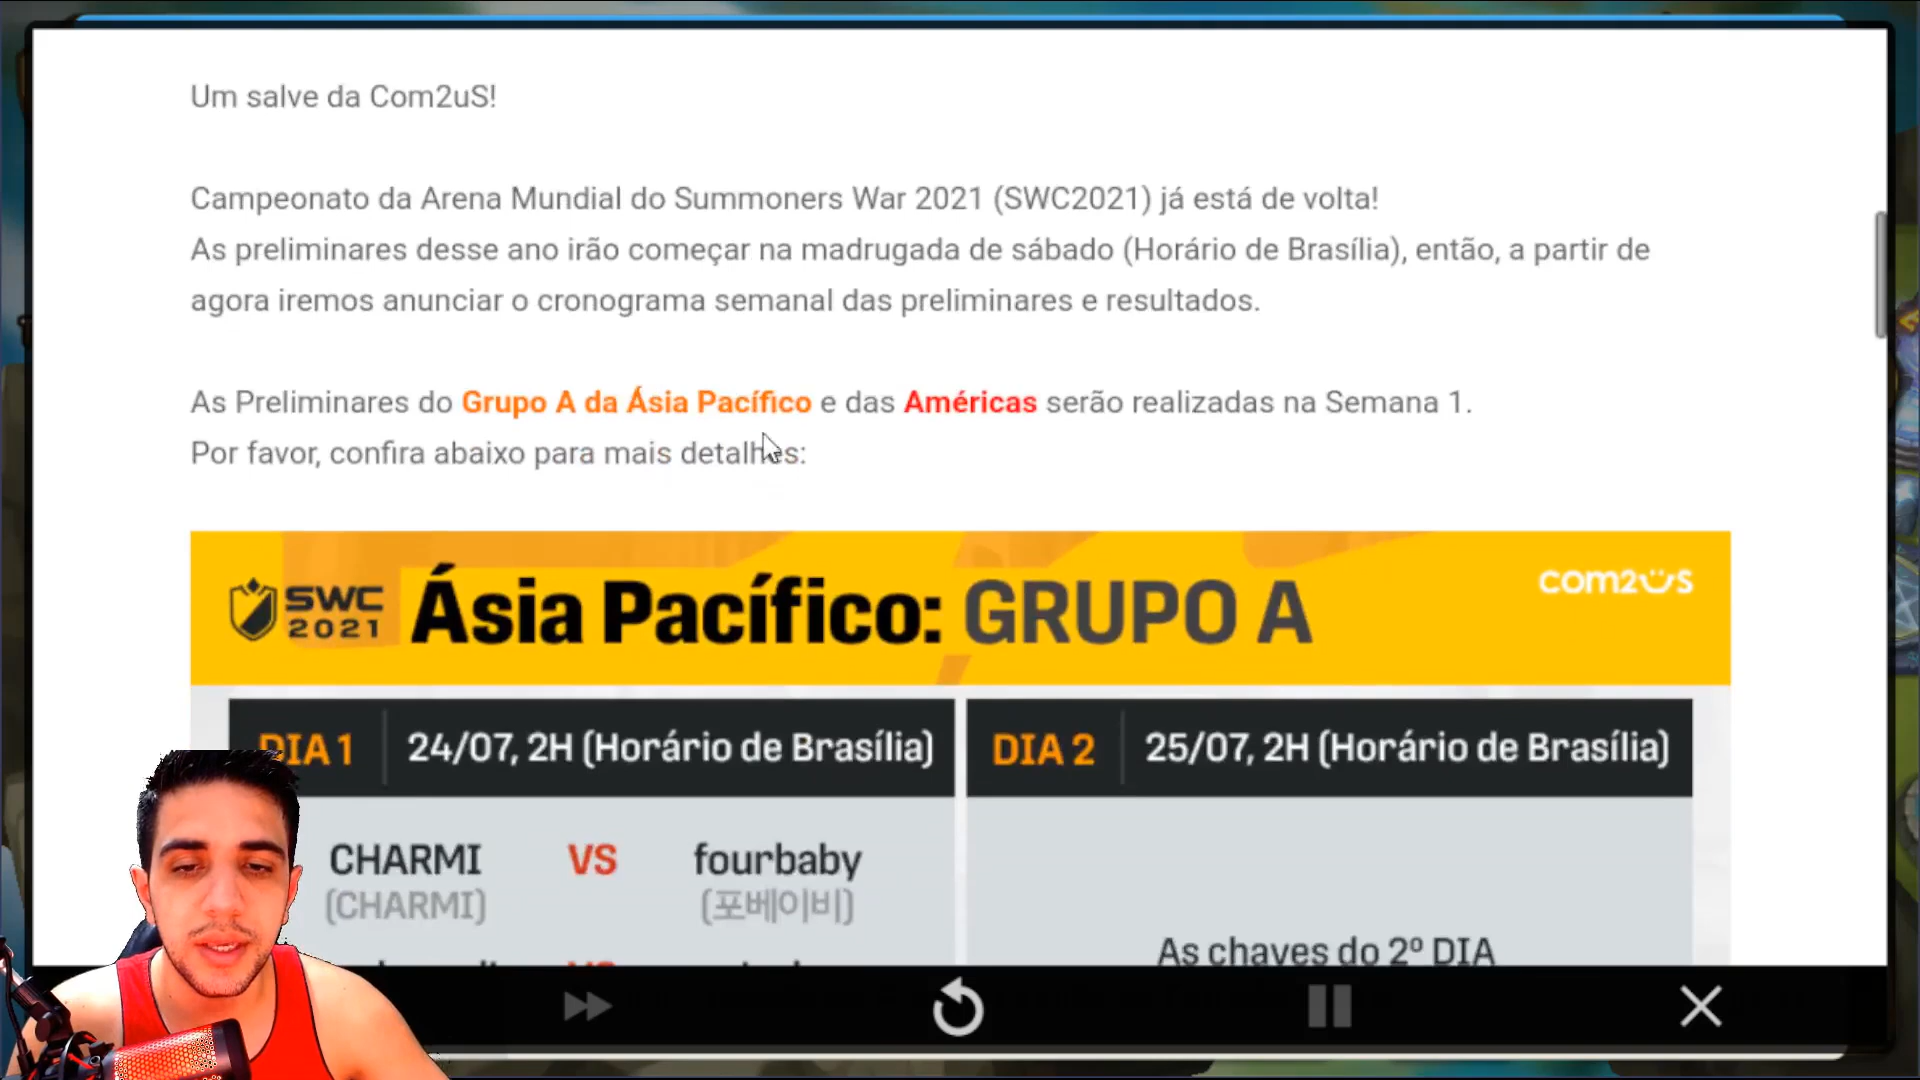 Um salve da Com2uS!
Campeonato da Arena Mundial do Summoners War 2021 (SWC2021) já está de volta!
As preliminares desse ano irão começar na madrugada de sábado (Horário de Brasília), então, a partir de
agora iremos anunciar o cronograma semanal das preliminares e resultados.
As Preliminares do Grupo A da Ásia Pacífico e das Américas serão realizadas na Semana 1.
Por favor, confira abaixo para mais detalhes:
SWC 2021
Ásia Pacífico: GRUPO A
com2us
DIA 1 24/07, 2H (Horário de Brasília)
DIA 2 25/07, 2H (Horário de Brasília)
CHARMI VS fourbaby
(CHARMI) (포베이비)
As chaves do 2º DIA